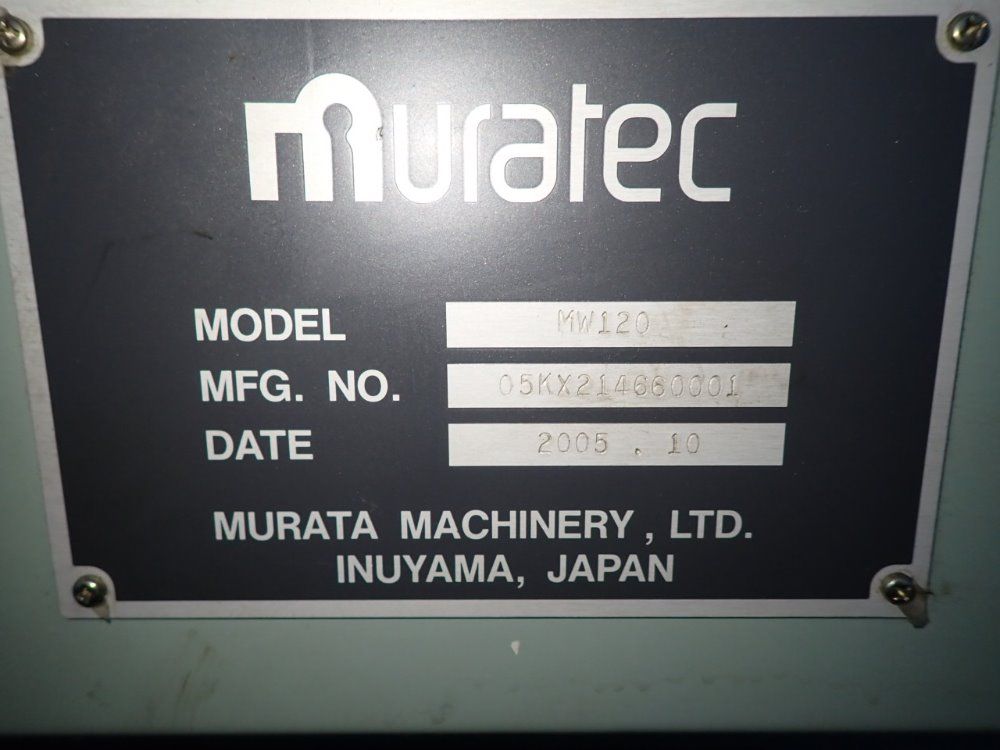 muratec
MODEL MW120
MFG. NO. 05KX214660001
DATE 2005 . 10
MURATA MACHINERY, LTD.
INUYAMA, JAPAN